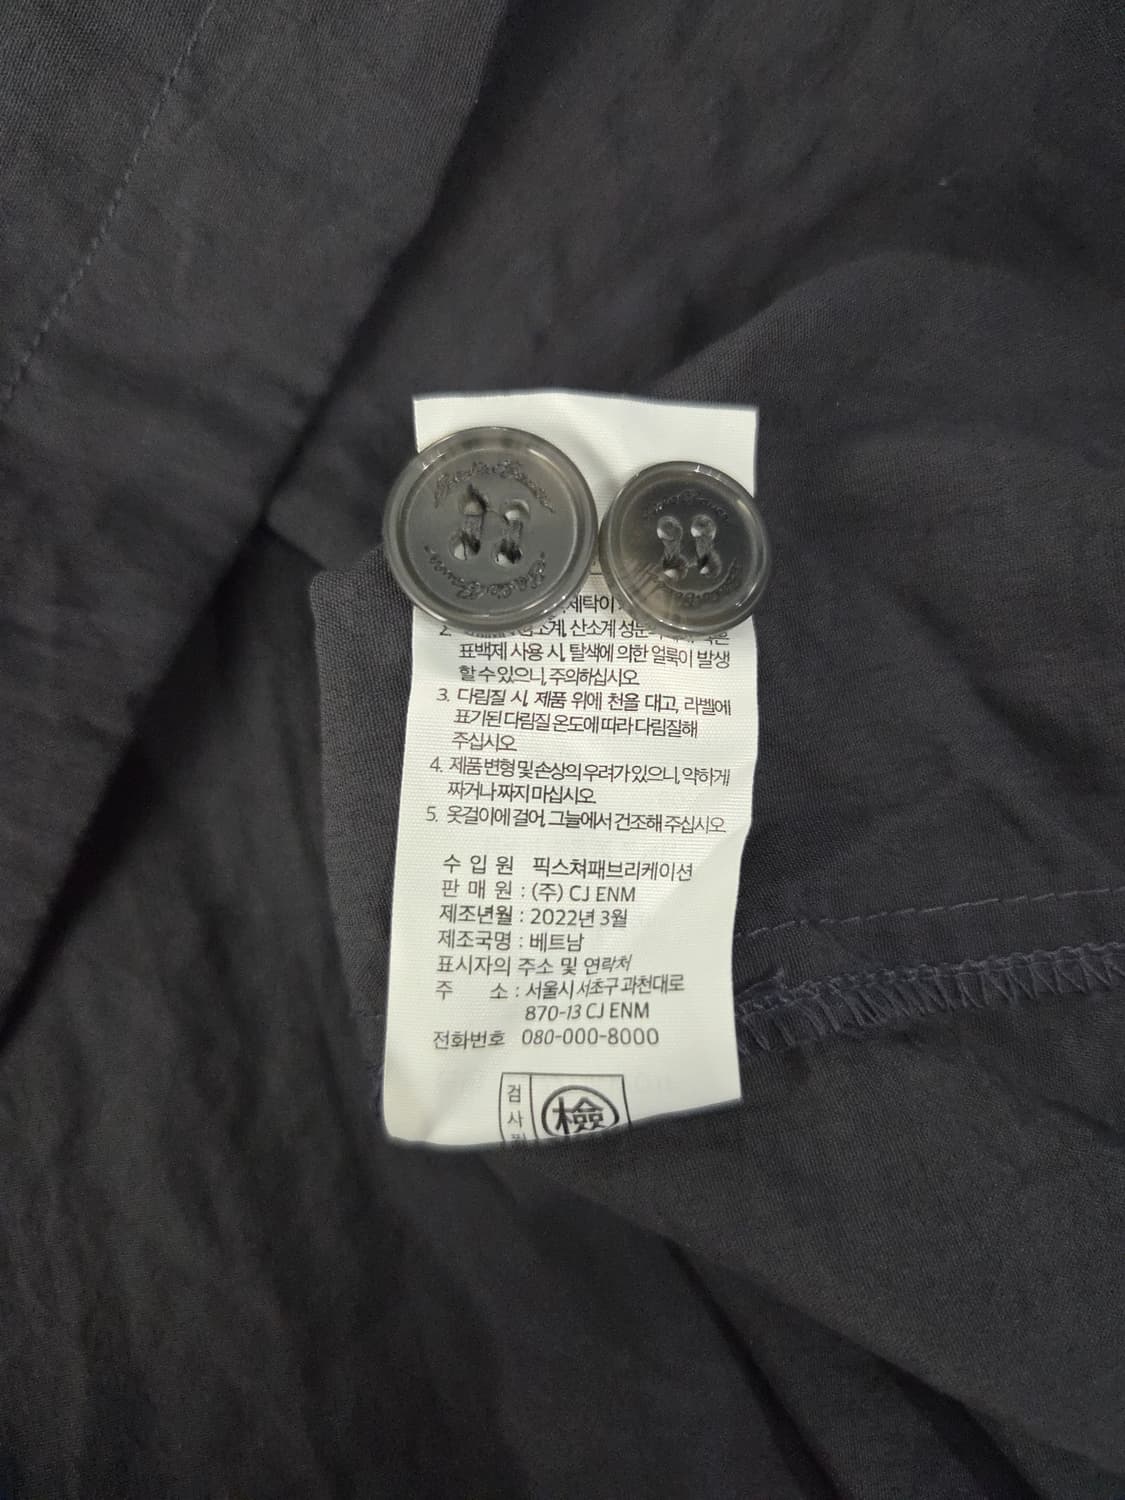 세탁이
2. 소계, 산소계 성분의
표백제 사용 시, 탈색에 의한 얼룩이 발생
할 수 있으니, 주의하십시오
3. 다림질 시, 제품 위에 천을 대고, 라벨에
표기된 다림질 온도에 따라 다림질해
주십시오
4. 제품 변형 및 손상의 우려가 있으니, 약하게
짜거나 짜지 마십시오
5. 옷걸이에 걸어, 그늘에서 건조해 주십시오
수 입 원 픽스쳐패브리케이션
판 매 원 : (주) CJ ENM
제조년월 : 2022년 3월
제조국명 : 베트남
표시자의 주소 및 연락처
주 소 : 서울시 서초구 과천대로
870-13 CJ ENM
전화번호 080-000-8000
검사필
檢